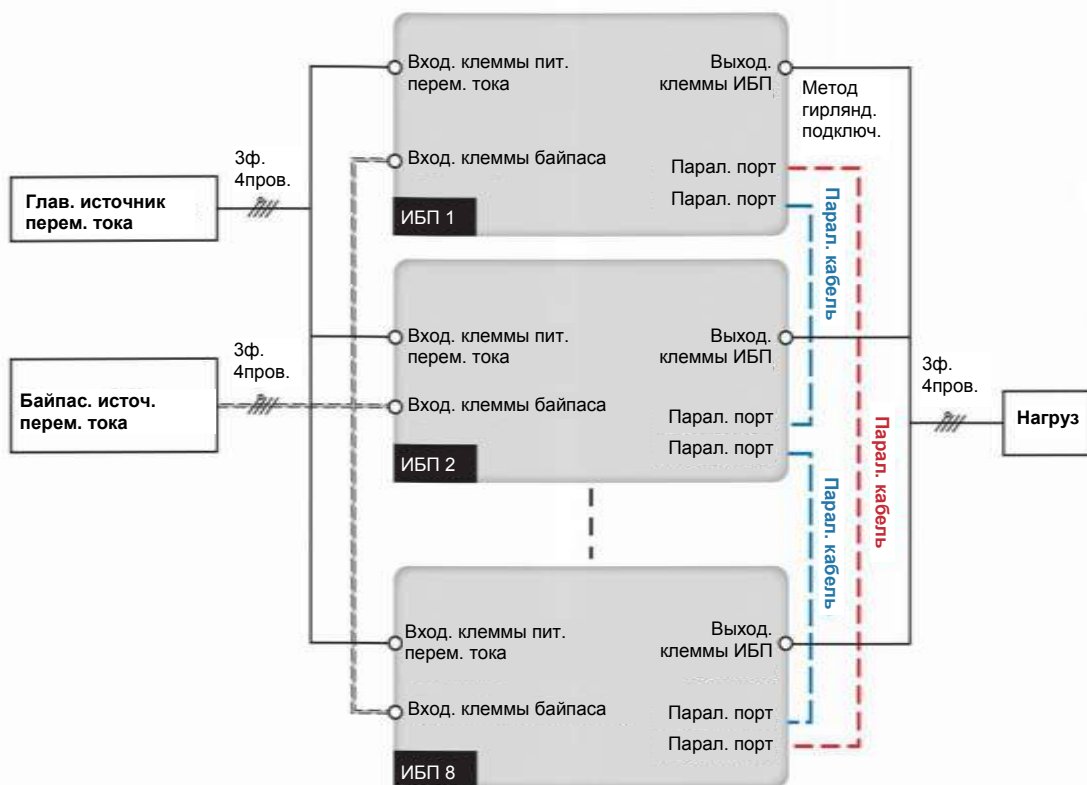 Вход. клеммы пит.
перем. тока
Выход.
клеммы ИБП
Метод
гирлянд.
подключ.
Вход. клеммы байпаса
Парал. порт
Парал. порт
ИБП 1
3ф.
4пров.
Глав. источник
перем. тока
Парал. кабель
Вход. клеммы пит.
перем. тока
Выход.
клеммы ИБП
3ф.
4пров.
Байпас. источ.
перем. тока
Вход. клеммы байпаса
Парал. порт
Парал. порт
ИБП 2
3ф.
4пров.
Нагруз
Парал. кабель
Парал. кабель
Вход. клеммы пит.
перем. тока
Выход.
клеммы ИБП
Вход. клеммы байпаса
Парал. порт
Парал. порт
ИБП 8